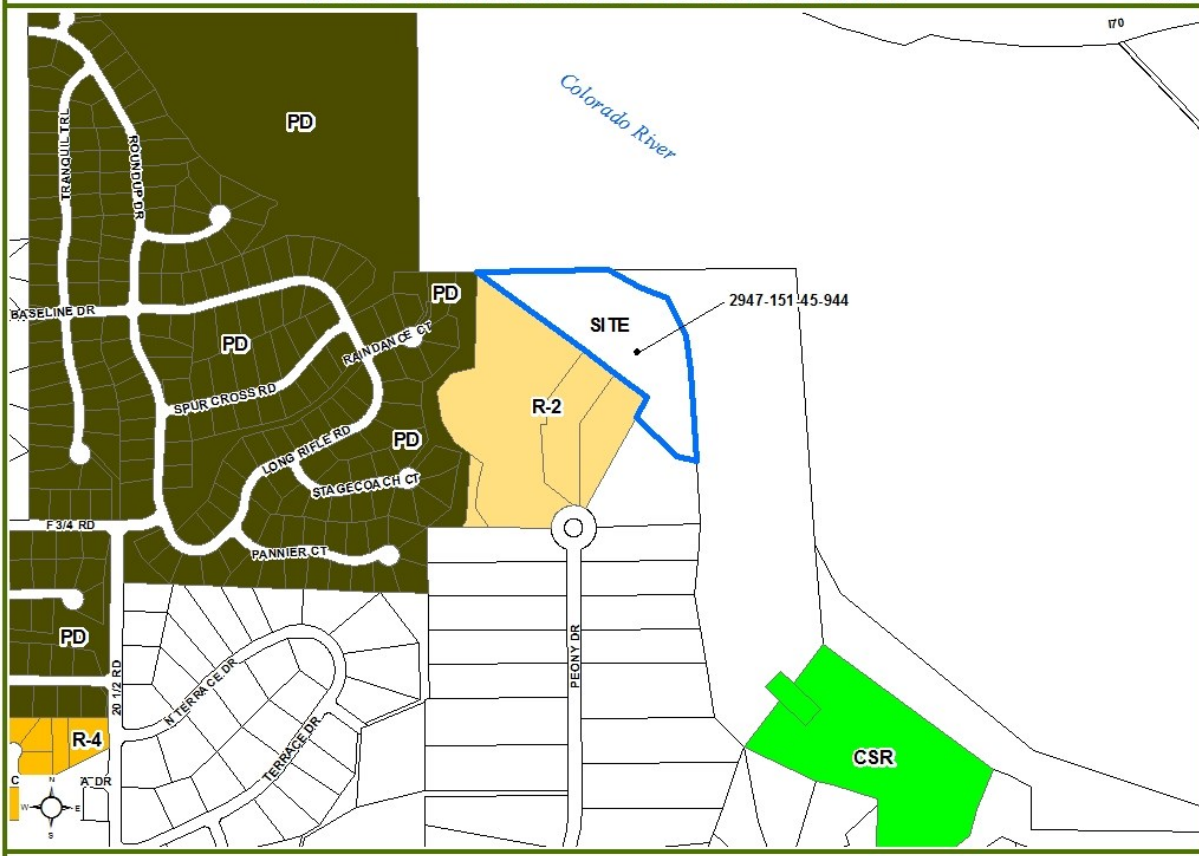 I70
Colorado River
PD
TRANQUIL TRL
ROUNDUP DR
PD
2947-151-45-944
BASELINE DR
SITE
RAINDANCE CT
PD
SPUR CROSS RD
R-2
PD
LONG RIFLE RD
STAGECOACH CT
F 3/4 RD
PANNIER CT
PD
PEONY DR
20 1/2 RD
N TERRACE DR
TERRACE DR
R-4
CSR
C
A DR
N
W
E
S